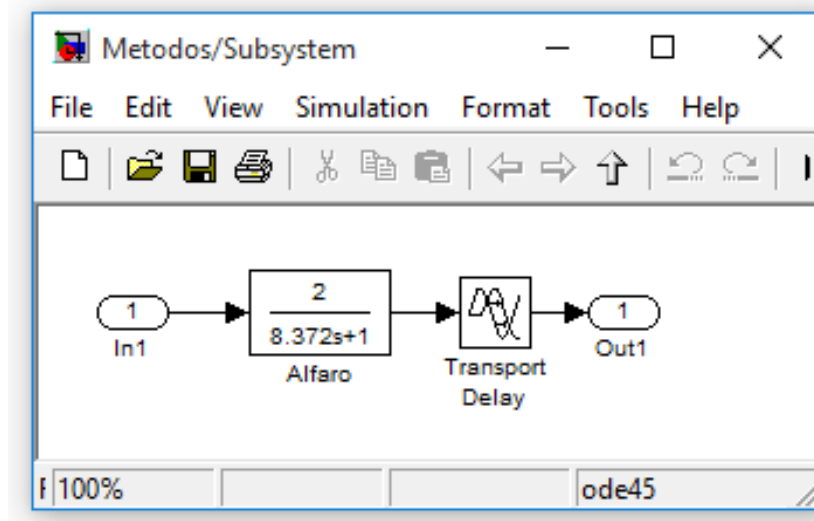 Metodos/Subsystem
File Edit View Simulation Format Tools Help
1
In1
2
8.372s+1
Alfaro
Transport
Delay
1
Out1
100%
ode45